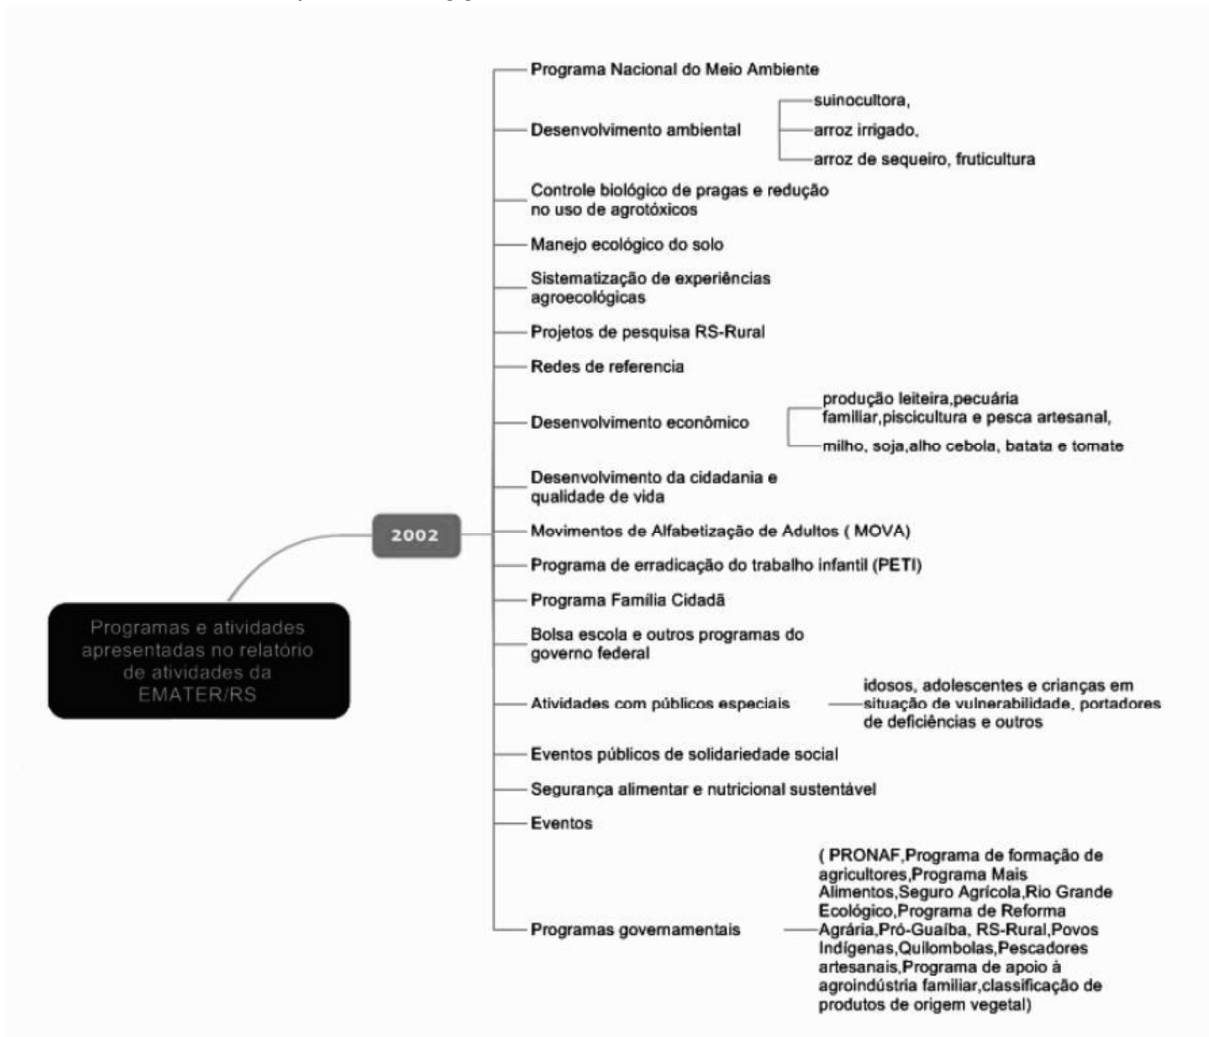 Programa Nacional do Meio Ambiente
Desenvolvimento ambiental
suinocultora,
arroz irrigado,
arroz de sequeiro, fruticultura
Controle biológico de pragas e redução
no uso de agrotóxicos
Manejo ecológico do solo
Sistematização de experiências
agroecológicas
Projetos de pesquisa RS-Rural
Redes de referencia
Desenvolvimento econômico
produção leiteira,pecuária
familiar,piscicultura e pesca artesanal,
milho, soja,alho cebola, batata e tomate
Desenvolvimento da cidadania e
qualidade de vida
2002
Movimentos de Alfabetização de Adultos ( MOVA)
Programa de erradicação do trabalho infantil (PETI)
Programa Família Cidadã
Programas e atividades
apresentadas no relatório
de atividades da
EMATER/RS
Bolsa escola e outros programas do
governo federal
Atividades com públicos especiais
idosos, adolescentes e crianças em
situação de vulnerabilidade, portadores
de deficiências e outros
Eventos públicos de solidariedade social
Segurança alimentar e nutricional sustentável
Eventos
Programas governamentais
( PRONAF,Programa de formação de
agricultores,Programa Mais
Alimentos,Seguro Agrícola,Rio Grande
Ecológico,Programa de Reforma
Agrária,Pró-Guaíba, RS-Rural,Povos
Indígenas,Quilombolas,Pescadores
artesanais,Programa de apoio à
agroindústria familiar,classificação de
produtos de origem vegetal)